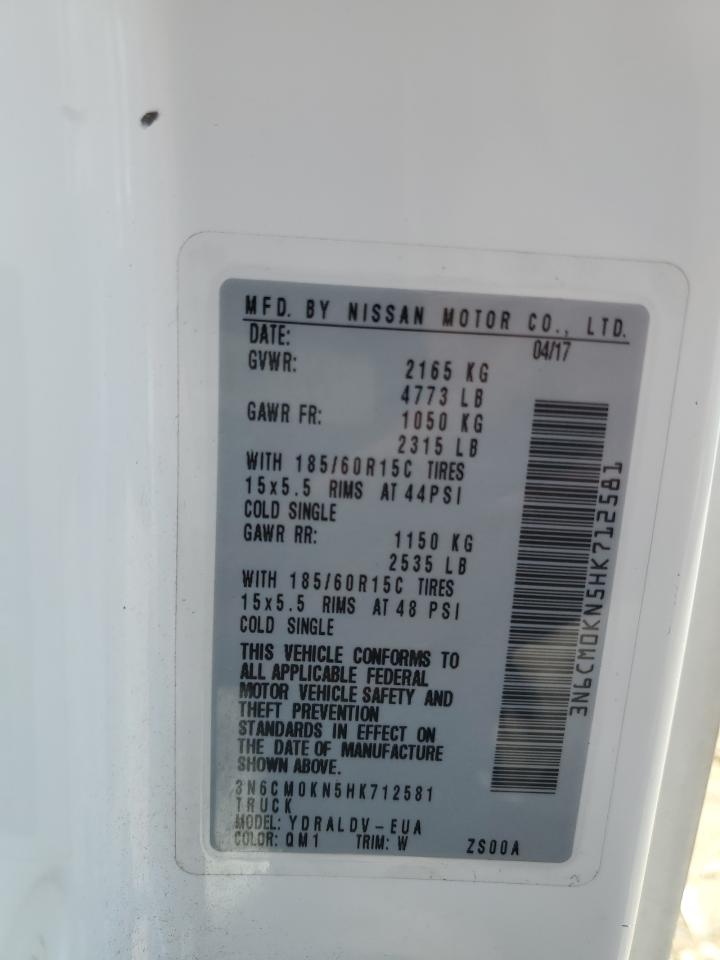 MFD. BY NISSAN MOTOR CO., LTD.
DATE: 04/17
GVWR: 2165 KG
4773 LB
GAWR FR: 1050 KG
2315 LB
WITH 185/60R15C TIRES
15x5.5 RIMS AT 44PSI
COLD SINGLE
GAWR RR: 1150 KG
2535 LB
WITH 185/60R15C TIRES
15x5.5 RIMS AT 48 PSI
COLD SINGLE
THIS VEHICLE CONFORMS TO
ALL APPLICABLE FEDERAL
MOTOR VEHICLE SAFETY AND
THEFT PREVENTION
STANDARDS IN EFFECT ON
THE DATE OF MANUFACTURE
SHOWN ABOVE.
3N6CM0KN5HK712581
TRUCK
MODEL: YDRALDV-EUA
COLOR: QM1 TRIM: W ZS00A
3N6CM0KN5HK712581